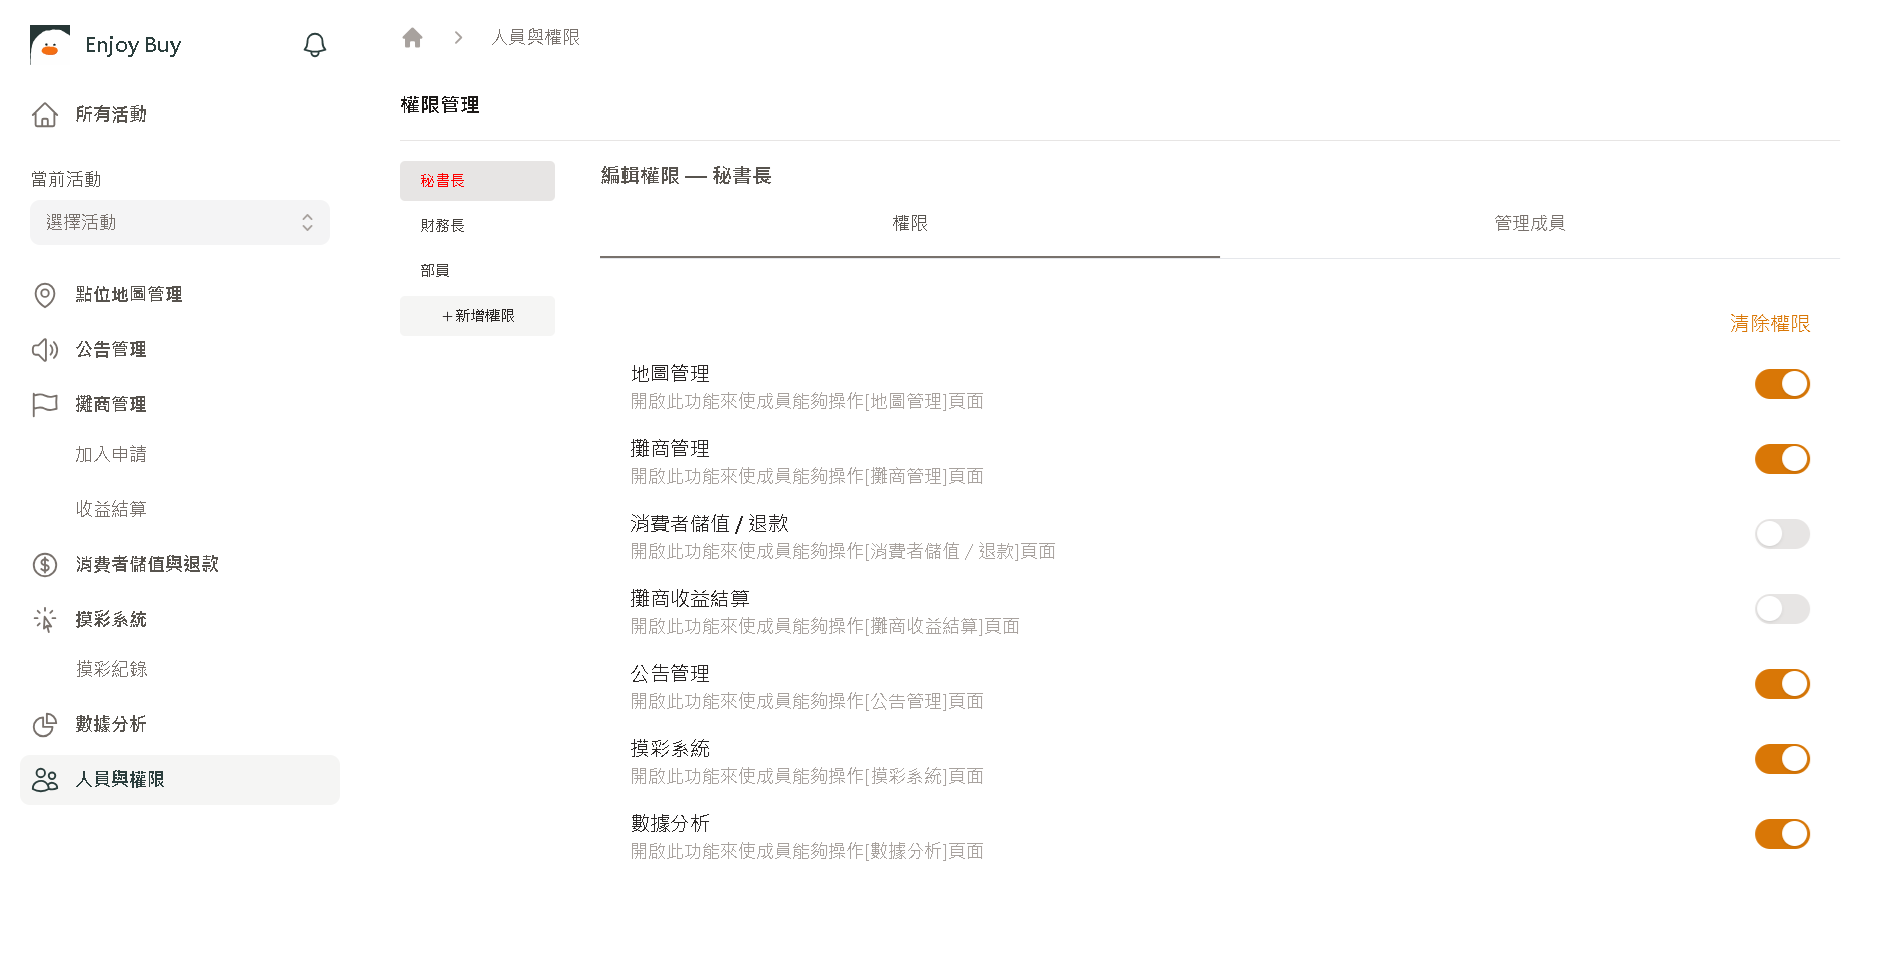 Enjoy Buy
所有活動
當前活動
選擇活動
點位地圖管理
公告管理
攤商管理
加入申請
收益結算
消費者儲值與退款
摸彩系統
摸彩紀錄
數據分析
人員與權限
人員與權限
權限管理
秘書長
財務長
部員
＋新增權限
編輯權限 — 秘書長
權限
管理成員
清除權限
地圖管理
開啟此功能來使成員能夠操作[地圖管理]頁面
攤商管理
開啟此功能來使成員能夠操作[攤商管理]頁面
消費者儲值 / 退款
開啟此功能來使成員能夠操作[消費者儲值 / 退款]頁面
攤商收益結算
開啟此功能來使成員能夠操作[攤商收益結算]頁面
公告管理
開啟此功能來使成員能夠操作[公告管理]頁面
摸彩系統
開啟此功能來使成員能夠操作[摸彩系統]頁面
數據分析
開啟此功能來使成員能夠操作[數據分析]頁面